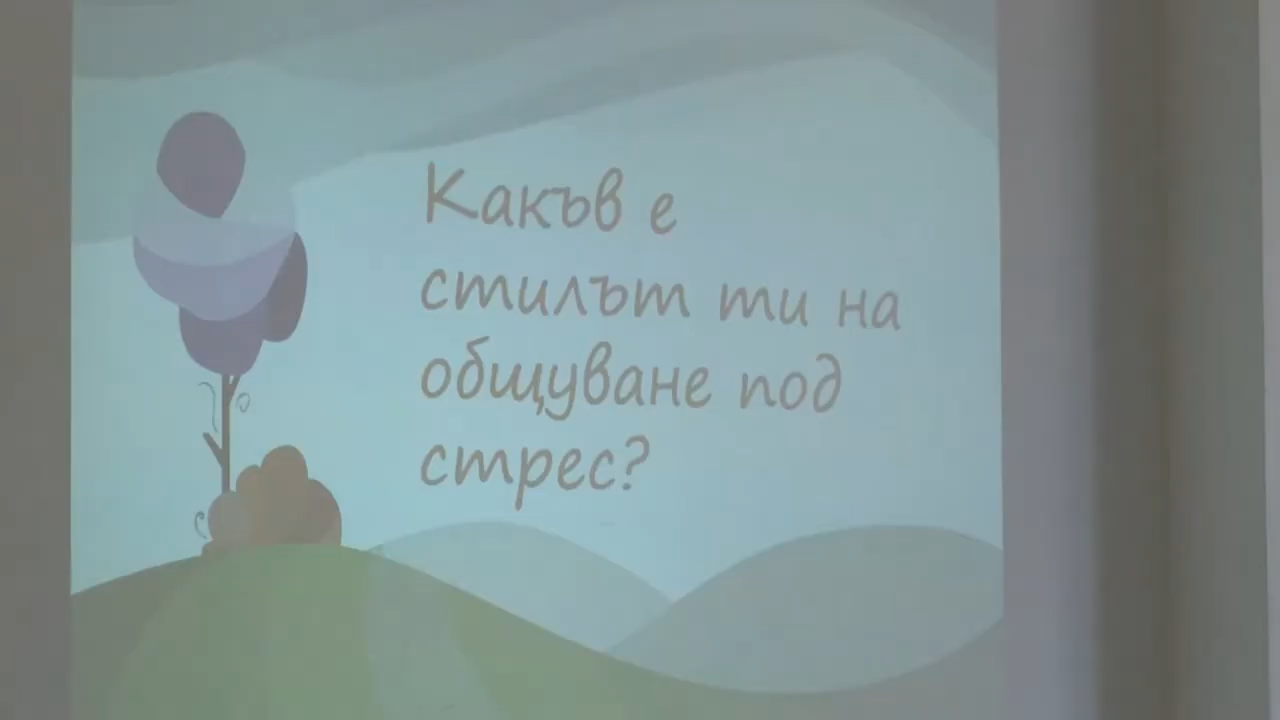 Какъв е
стилът ти на
общуване под
стрес?